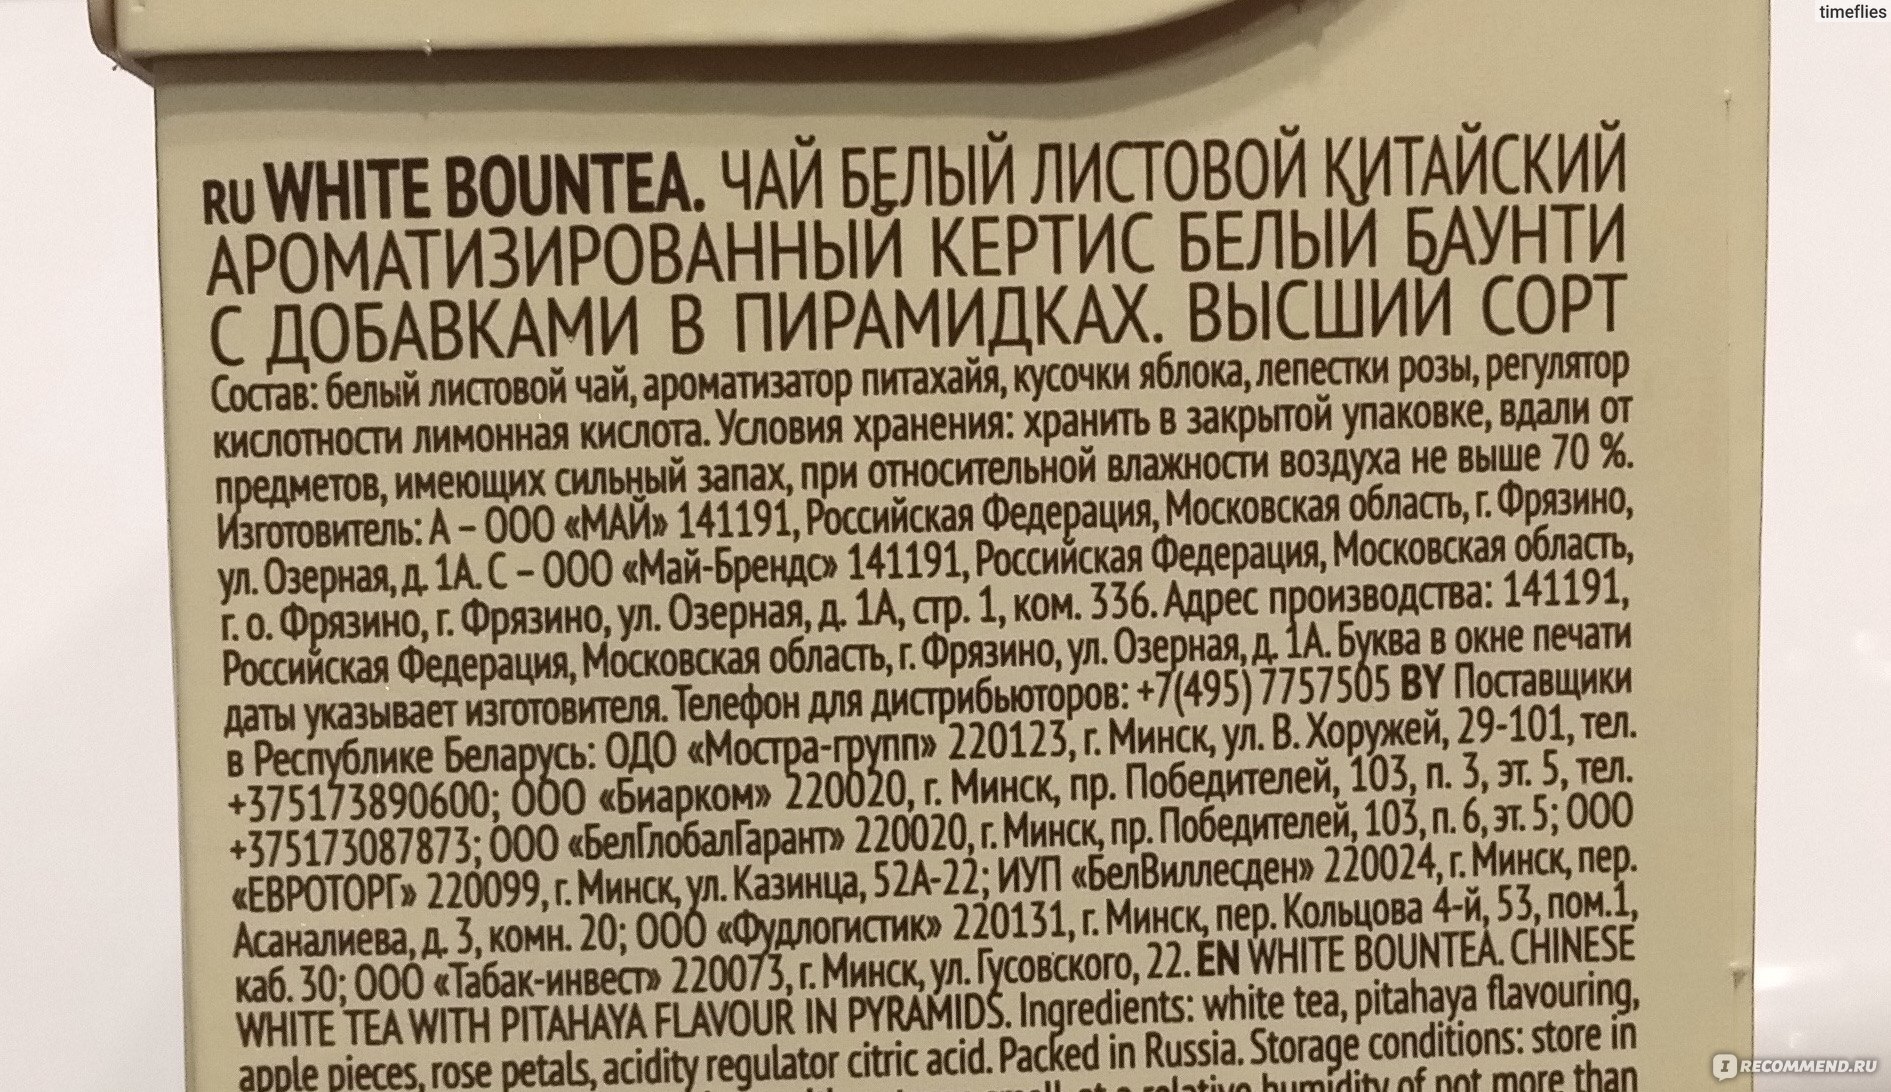 timeflies
RU WHITE BOUNTEA. ЧАЙ БЕЛЫЙ ЛИСТОВОЙ КИТАЙСКИЙ
АРОМАТИЗИРОВАННЫЙ КЕРТИС БЕЛЫЙ БАУНТИ
С ДОБАВКАМИ В ПИРАМИДКАХ. ВЫСШИЙ СОРТ
Состав: белый листовой чай, ароматизатор питахайя, кусочки яблока, лепестки розы, регулятор
кислотности лимонная кислота. Условия хранения: хранить в закрытой упаковке, вдали от
предметов, имеющих сильный запах, при относительной влажности воздуха не выше 70 %.
Изготовитель: А – ООО «МАЙ» 141191, Российская Федерация, Московская область, г. Фрязино,
ул. Озерная, д. 1А. С – ООО «Май-Брендс» 141191, Российская Федерация, Московская область,
г. о. Фрязино, г. Фрязино, ул. Озерная, д. 1А, стр. 1, ком. 336. Адрес производства: 141191,
Российская Федерация, Московская область, г. Фрязино, ул. Озерная, д. 1А. Буква в окне печати
даты указывает изготовителя. Телефон для дистрибьюторов: +7(495) 7757505 BY Поставщики
в Республике Беларусь: ОДО «Мостра-групп» 220123, г. Минск, ул. В. Хоружей, 29-101, тел.
+375173890600; ООО «Биарком» 220020, г. Минск, пр. Победителей, 103, п. 3, эт. 5, тел.
+375173087873; ООО «БелГлобалГарант» 220020, г. Минск, пр. Победителей, 103, п. 6, эт. 5; ООО
«ЕВРОТОРГ» 220099, г. Минск, ул. Казинца, 52А-22; ИУП «БелВиллесден» 220024, г. Минск, пер.
Асаналиева, д. 3, комн. 20; ООО «Фудлогистик» 220131, г. Минск, пер. Кольцова 4-й, 53, пом.1,
каб. 30; ООО «Табак-инвест» 220073, г. Минск, ул. Гусовского, 22. EN WHITE BOUNTEA. CHINESE
WHITE TEA WITH PITAHAYA FLAVOUR IN PYRAMIDS. Ingredients: white tea, pitahaya flavouring,
apple pieces, rose petals, acidity regulator citric acid. Packed in Russia. Storage conditions: store in
smell, at a relative humidity of not more than
IRECOMMEND.RU